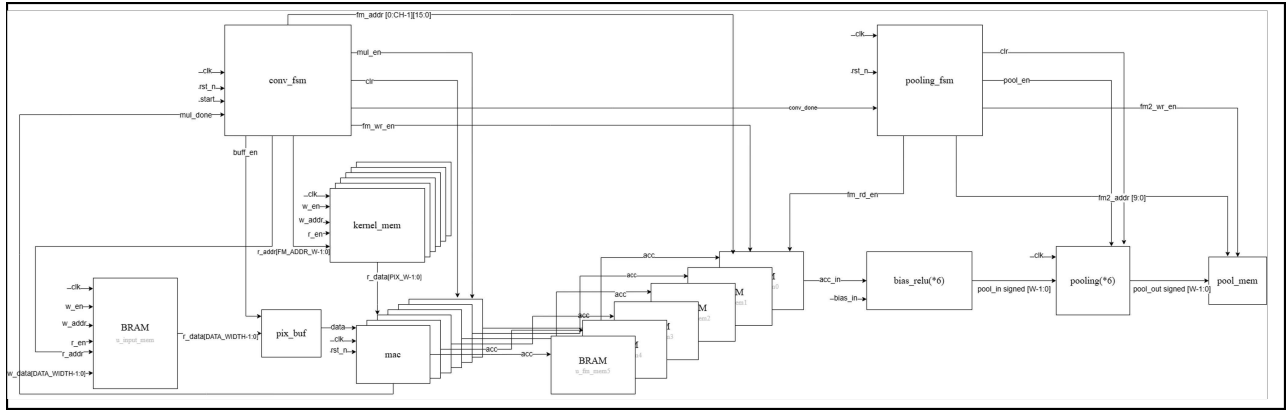 fm_addr [0:CH-1][15:0]
clk
rst_n
start
mul_done
conv_fsm
mul_en
clr
fm_wr_en
buff_en
conv_done
clk
rst_n
pooling_fsm
clr
pool_en
fm2_wr_en
fm_rd_en
fm2_addr [9:0]
clk
w_en
w_addr
r_en
r_addr[FM_ADDR_W-1:0]
kernel_mem
r_data[PIX_W-1:0]
clk
w_en
w_addr
r_en
r_addr
w_data[DATA_WIDTH-1:0]
BRAM
u_input_mem
r_data[DATA_WIDTH-1:0]
pix_buf
data
clk
rst_n
mac
acc
acc
acc
acc
acc
acc
BRAM
u_fm_mem5
M
M
M
acc_in
bias_in
bias_relu(*6)
pool_in signed [W-1:0]
clk
pooling(*6)
pool_out signed [W-1:0]
pool_mem